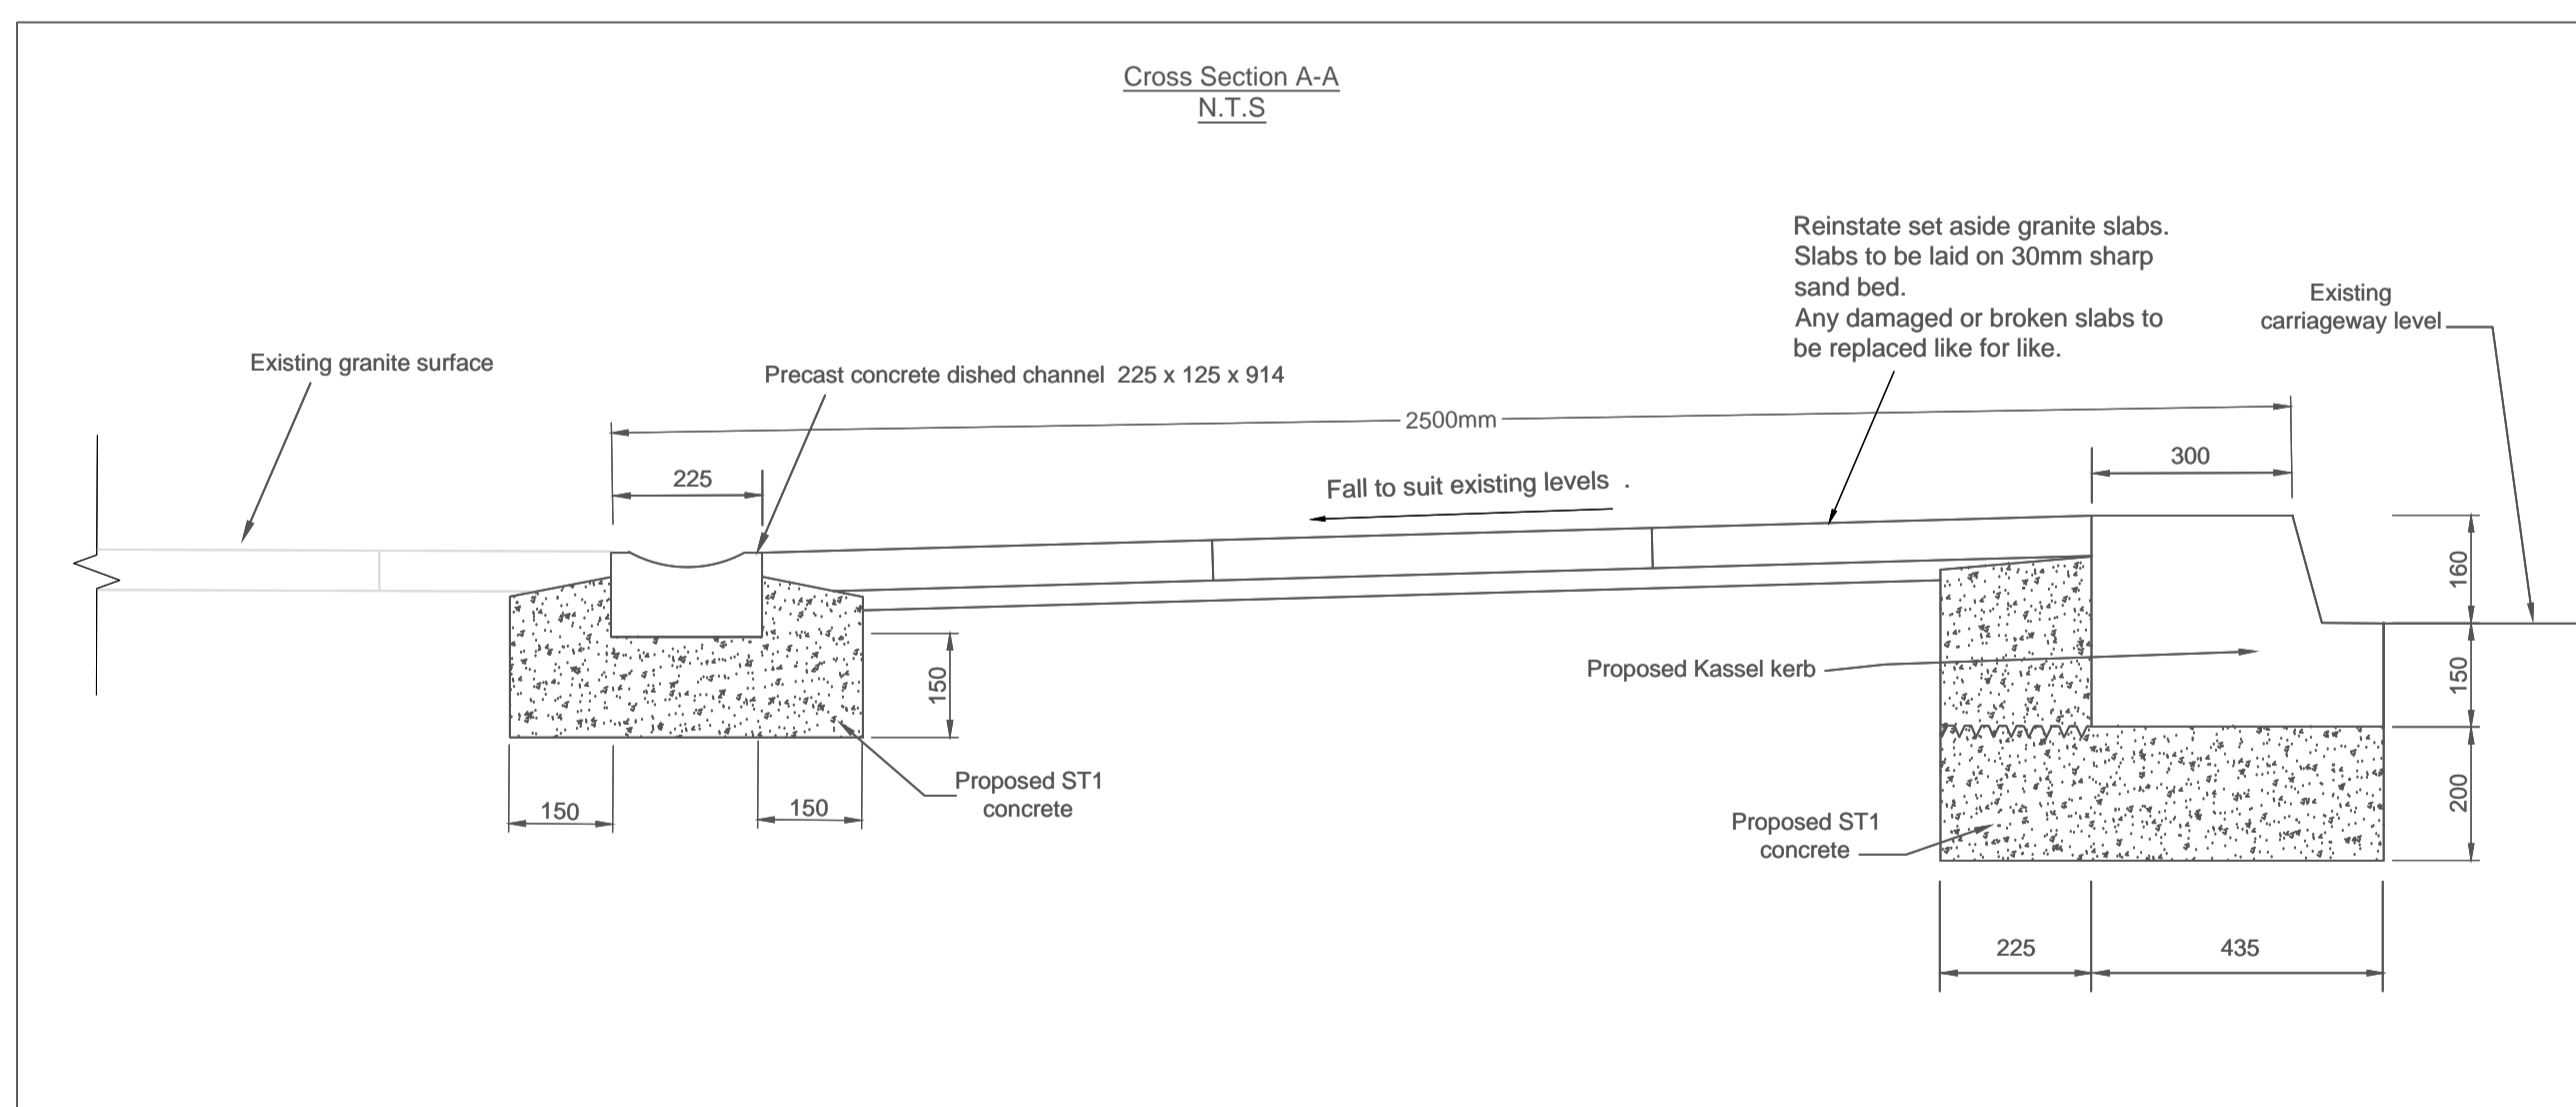 Cross Section A-A
N.T.S
Reinstate set aside granite slabs.
Slabs to be laid on 30mm sharp
sand bed.
Any damaged or broken slabs to
be replaced like for like.
Existing
carriageway level
Existing granite surface
Precast concrete dished channel 225 x 125 x 914
2500mm
225
Fall to suit existing levels .
300
160
150
200
Proposed Kassel kerb
150
Proposed ST1
concrete
150
150
Proposed ST1
concrete
225
435